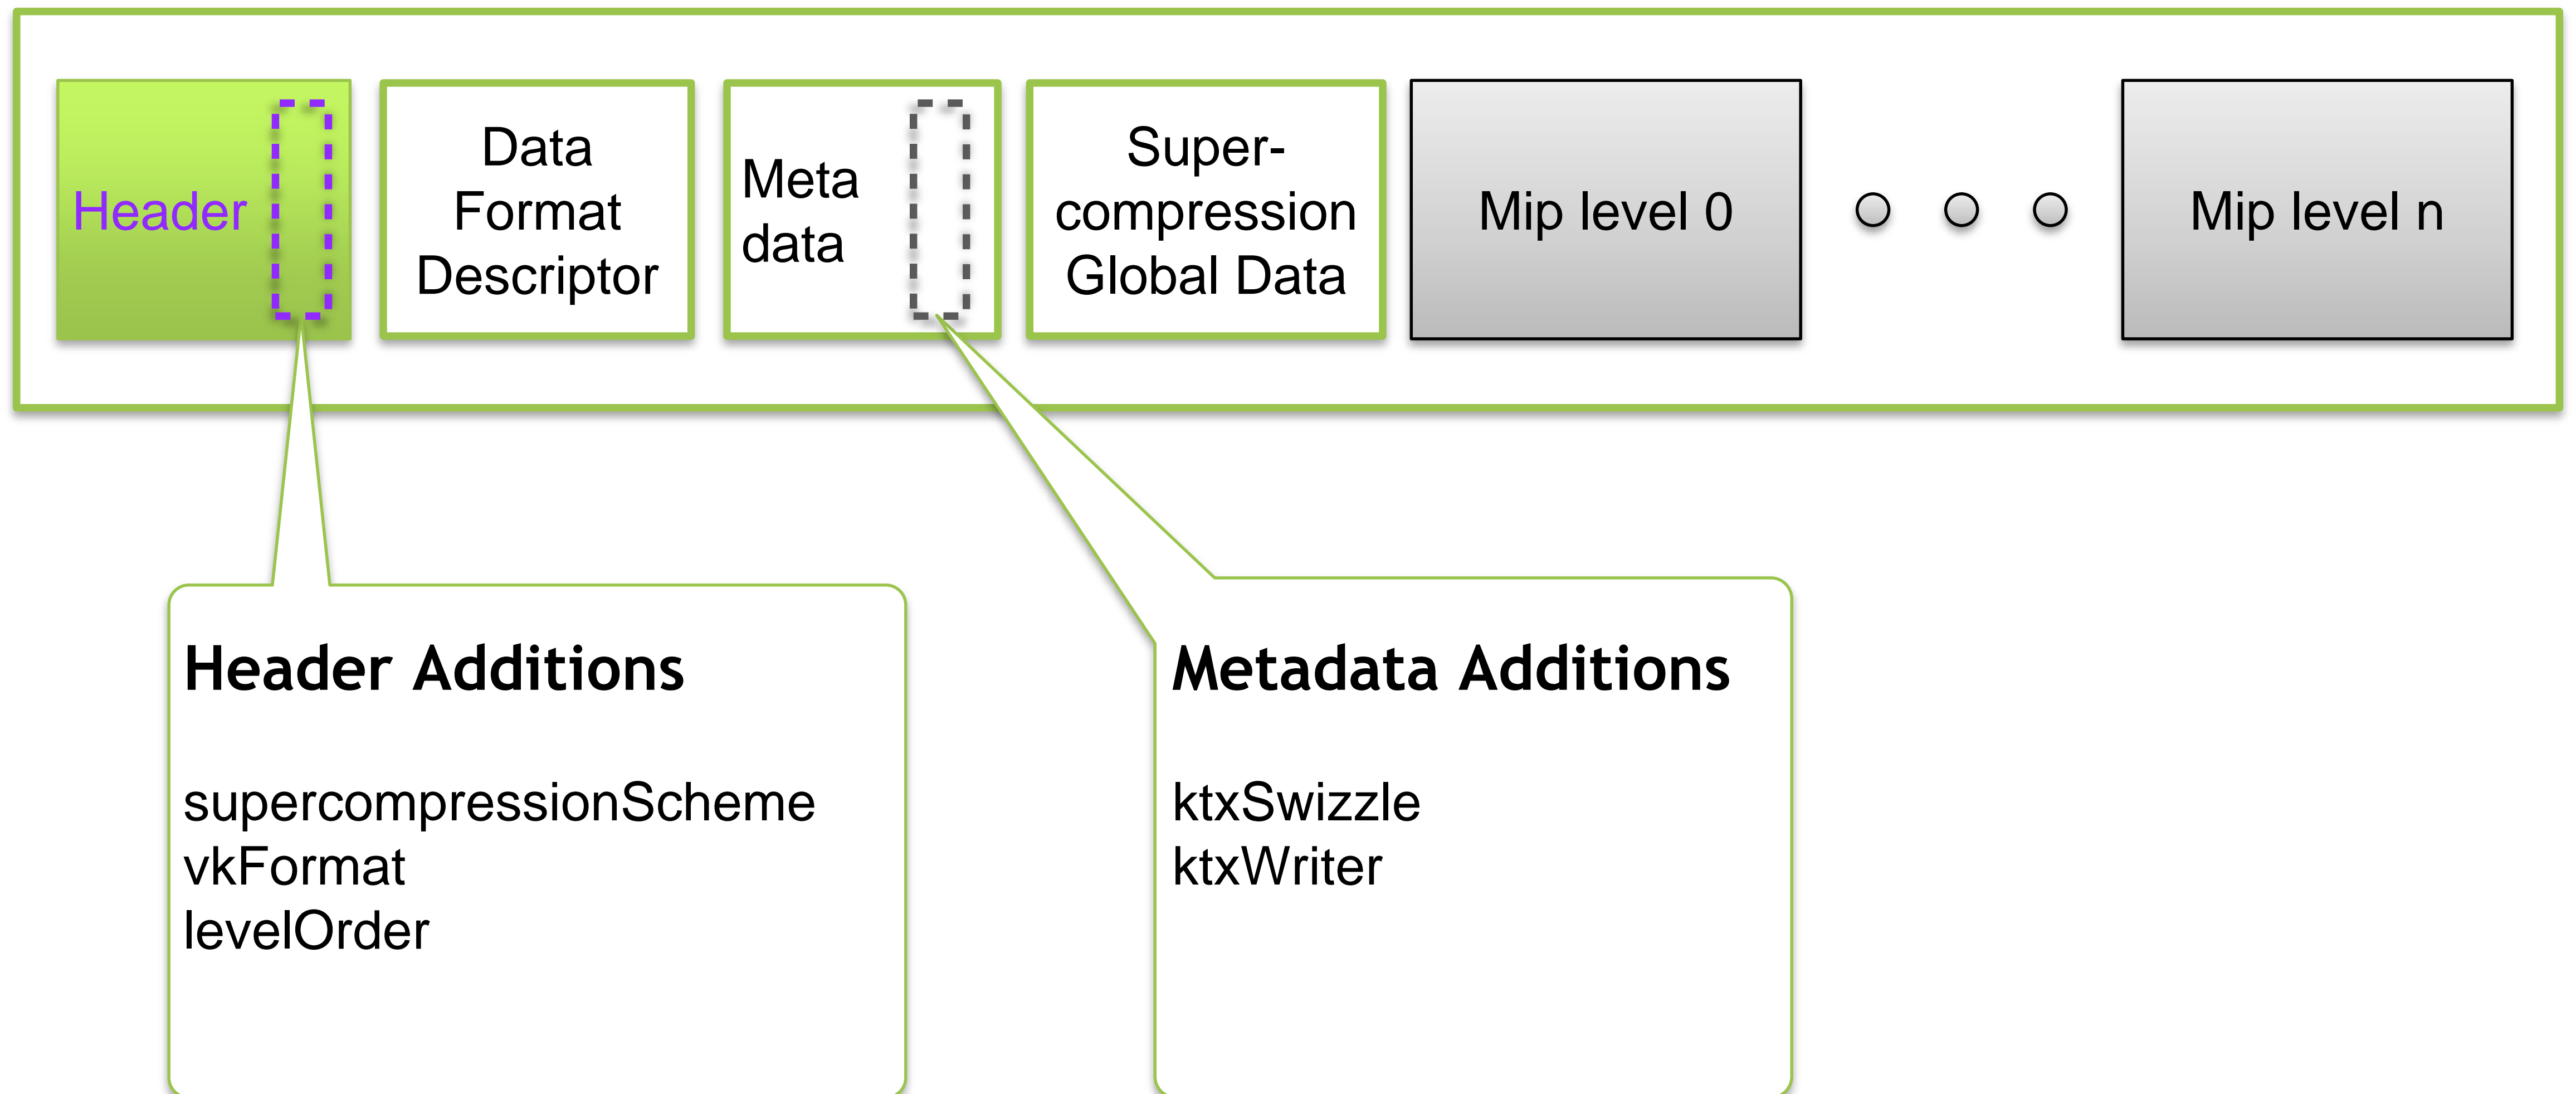 Header
Data
Format
Descriptor
Meta
data
Super-
compression
Global Data
Mip level 0
Mip level n
Header Additions
supercompressionScheme
vkFormat
levelOrder
Metadata Additions
ktxSwizzle
ktxWriter